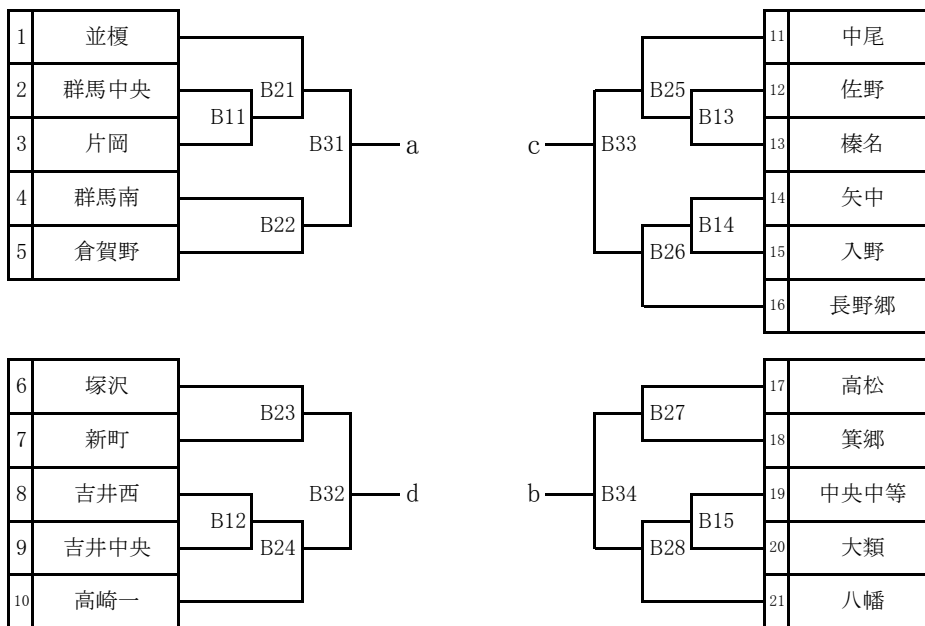 1 並榎
2 群馬中央
3 片岡
4 群馬南
5 倉賀野
B21
B11
B31
a
B22
11 中尾
12 佐野
13 榛名
14 矢中
15 入野
16 長野郷
B25
B13
c
B33
B14
B26
6 塚沢
7 新町
8 吉井西
9 吉井中央
10 高崎一
B23
B32
d
B12
B24
17 高松
18 箕郷
19 中央中等
20 大類
21 八幡
B27
b
B34
B15
B28